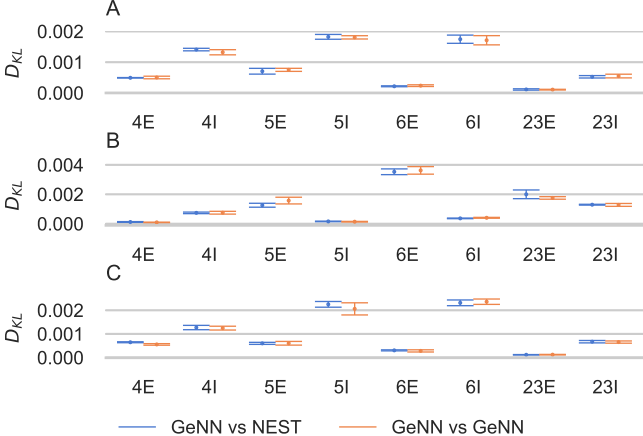 A
D_KL
0.002
0.001
0.000
4E 4I 5E 5I 6E 6I 23E 23I
B
D_KL
0.004
0.002
0.000
4E 4I 5E 5I 6E 6I 23E 23I
C
D_KL
0.002
0.001
0.000
4E 4I 5E 5I 6E 6I 23E 23I
GeNN vs NEST GeNN vs GeNN